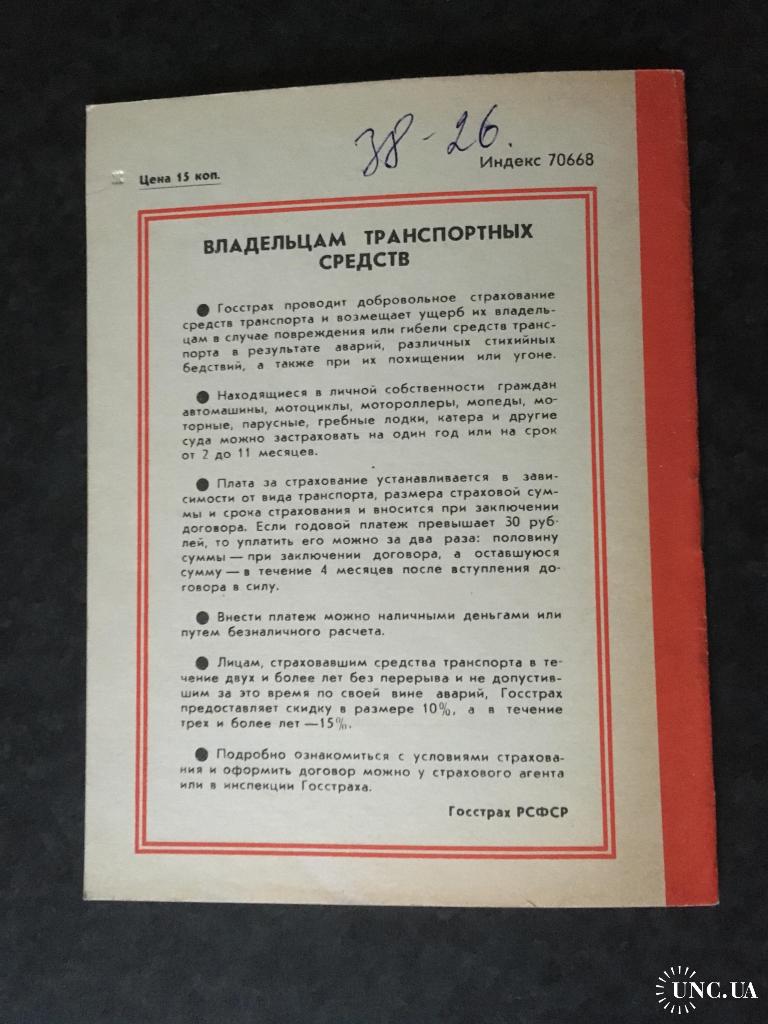 38-26.
Индекс 70668
Цена 15 коп.
ВЛАДЕЛЬЦАМ ТРАНСПОРТНЫХ
СРЕДСТВ
● Госстрах проводит добровольное страхование
средств транспорта и возмещает ущерб их владель-
цам в случае повреждения или гибели средств транс-
порта в результате аварий, различных стихийных
бедствий, а также при их похищении или угоне.
● Находящиеся в личной собственности граждан
автомашины, мотоциклы, мотороллеры, мопеды, мо-
торные, парусные, гребные лодки, катера и другие
суда можно застраховать на один год или на срок
от 2 до 11 месяцев.
● Плата за страхование устанавливается в зави-
симости от вида транспорта, размера страховой сум-
мы и срока страхования и вносится при заключении
договора. Если годовой платеж превышает 30 руб-
лей, то уплатить его можно за два раза: половину
суммы — при заключении договора, а оставшуюся
сумму — в течение 4 месяцев после вступления до-
говора в силу.
● Внести платеж можно наличными деньгами или
путем безналичного расчета.
● Лицам, страховавшим средства транспорта в те-
чение двух и более лет без перерыва и не допустив-
шим за это время по своей вине аварий, Госстрах
предоставляет скидку в размере 10%, а в течение
трех и более лет —15%.
● Подробно ознакомиться с условиями страхова-
ния и оформить договор можно у страхового агента
или в инспекции Госстраха.
Госстрах РСФСР
UNC.UA